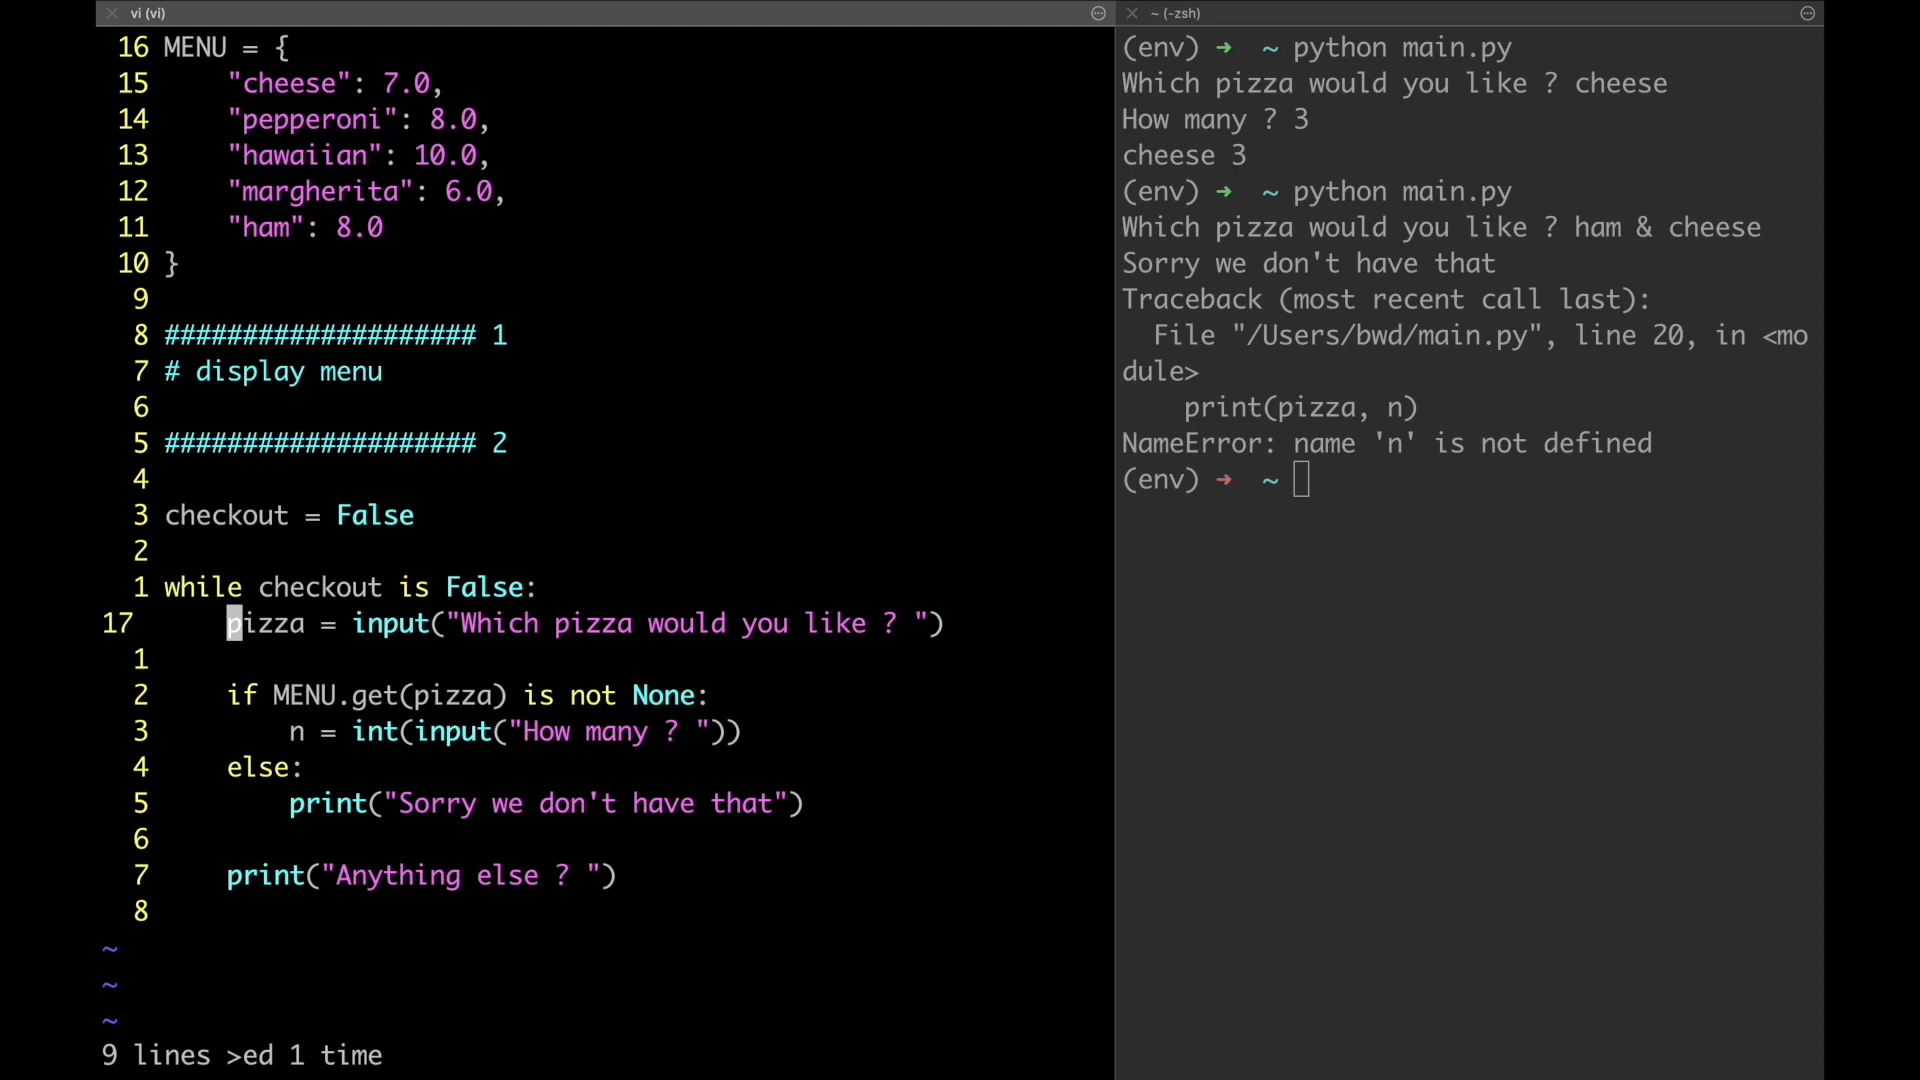 vi (vi)
16 MENU = {
15     "cheese": 7.0,
14     "pepperoni": 8.0,
13     "hawaiian": 10.0,
12     "margherita": 6.0,
11     "ham": 8.0
10 }
9
8 #################### 1
7 # display menu
6
5 #################### 2
4
3 checkout = False
2
1 while checkout is False:
17     pizza = input("Which pizza would you like ? ")
1
2     if MENU.get(pizza) is not None:
3         n = int(input("How many ? "))
4     else:
5         print("Sorry we don't have that")
6
7     print("Anything else ? ")
8
~
~
~
9 lines >ed 1 time
~ (-zsh)
(env) ➜  ~ python main.py
Which pizza would you like ? cheese
How many ? 3
cheese 3
(env) ➜  ~ python main.py
Which pizza would you like ? ham & cheese
Sorry we don't have that
Traceback (most recent call last):
  File "/Users/bwd/main.py", line 20, in <mo
dule>
    print(pizza, n)
NameError: name 'n' is not defined
(env) ➜  ~